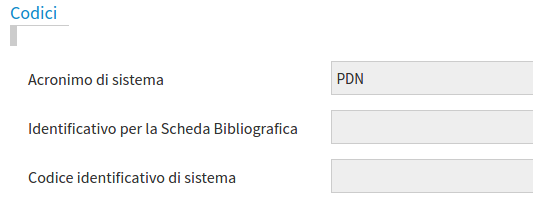 Codici
Acronimo di sistema PDN
Identificativo per la Scheda Bibliografica
Codice identificativo di sistema